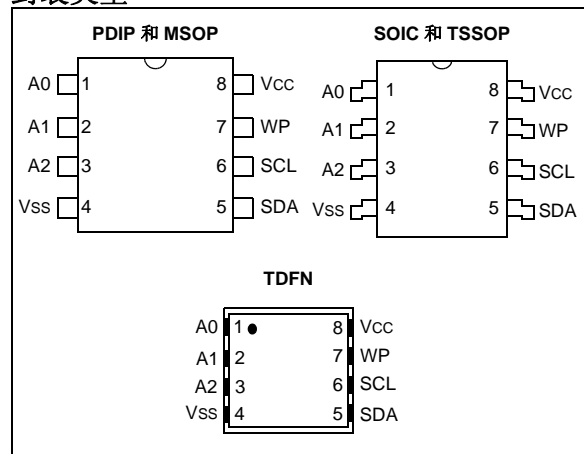 PDIP 和 MSOP
A0 1 8 VCC
A1 2 7 WP
A2 3 6 SCL
VSS 4 5 SDA
SOIC 和 TSSOP
A0 1 8 VCC
A1 2 7 WP
A2 3 6 SCL
VSS 4 5 SDA
TDFN
A0 1 8 VCC
A1 2 7 WP
A2 3 6 SCL
VSS 4 5 SDA